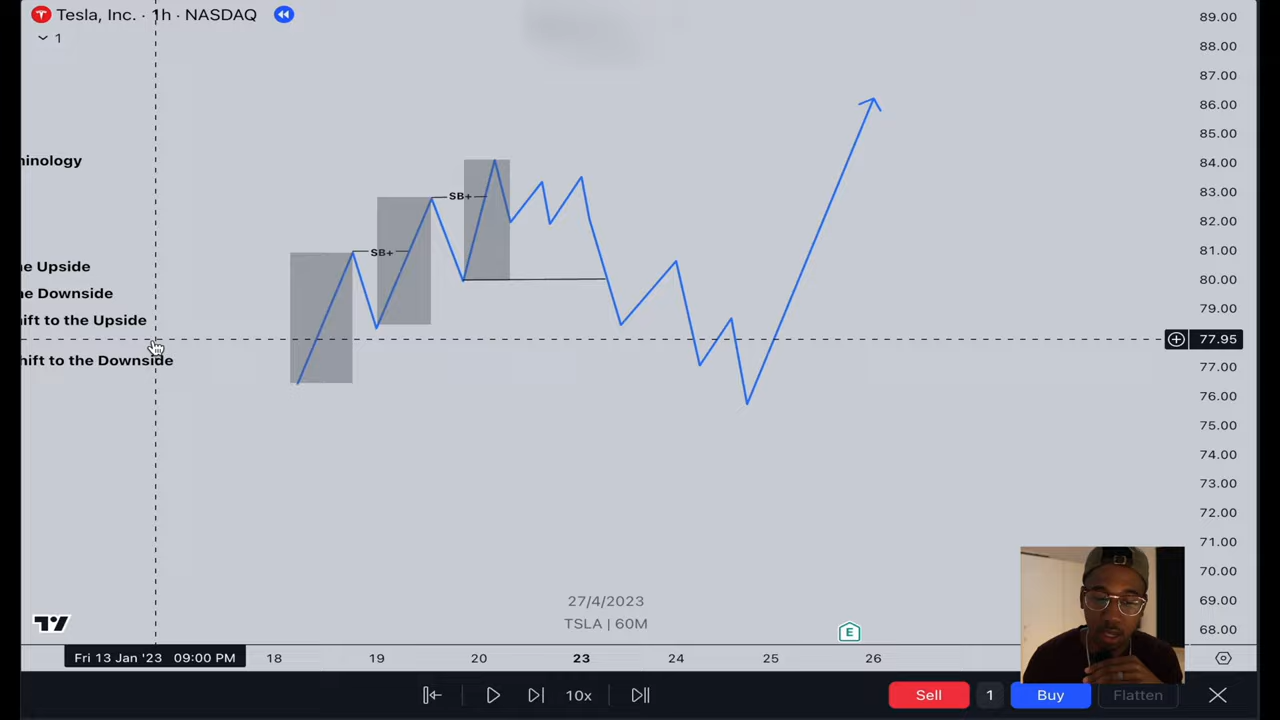 Tesla, Inc. · 1h · NASDAQ
1
minology
ne Upside
ne Downside
hift to the Upside
hift to the Downside
SB+
SB+
89.00
88.00
87.00
86.00
85.00
84.00
83.00
82.00
81.00
80.00
79.00
77.95
77.00
76.00
75.00
74.00
73.00
72.00
71.00
70.00
69.00
68.00
27/4/2023
TSLA | 60M
E
Fri 13 Jan '23 09:00 PM 18 19 20 23 24 25 26
10x Sell 1 Buy Flatten